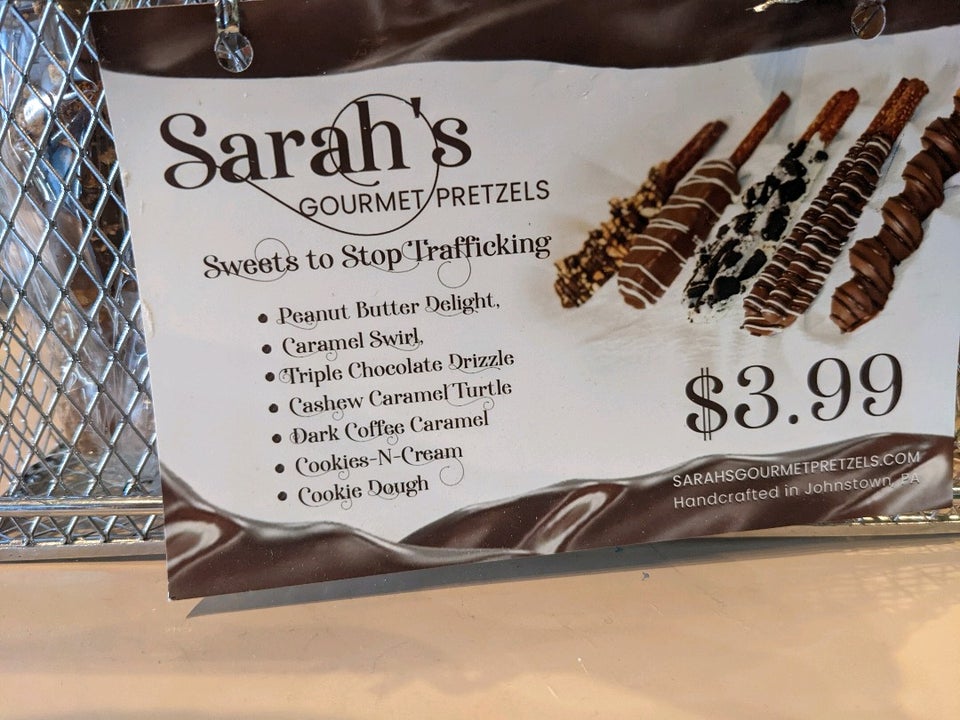 Sarah's
GOURMET PRETZELS
Sweets to Stop Trafficking
• Peanut Butter Delight,
• Caramel Swirl,
• Triple Chocolate Drizzle
• Cashew Caramel Turtle
• Dark Coffee Caramel
• Cookies-N-Cream
• Cookie Dough
$3.99
SARAHSGOURMETPRETZELS.COM
Handcrafted in Johnstown, PA